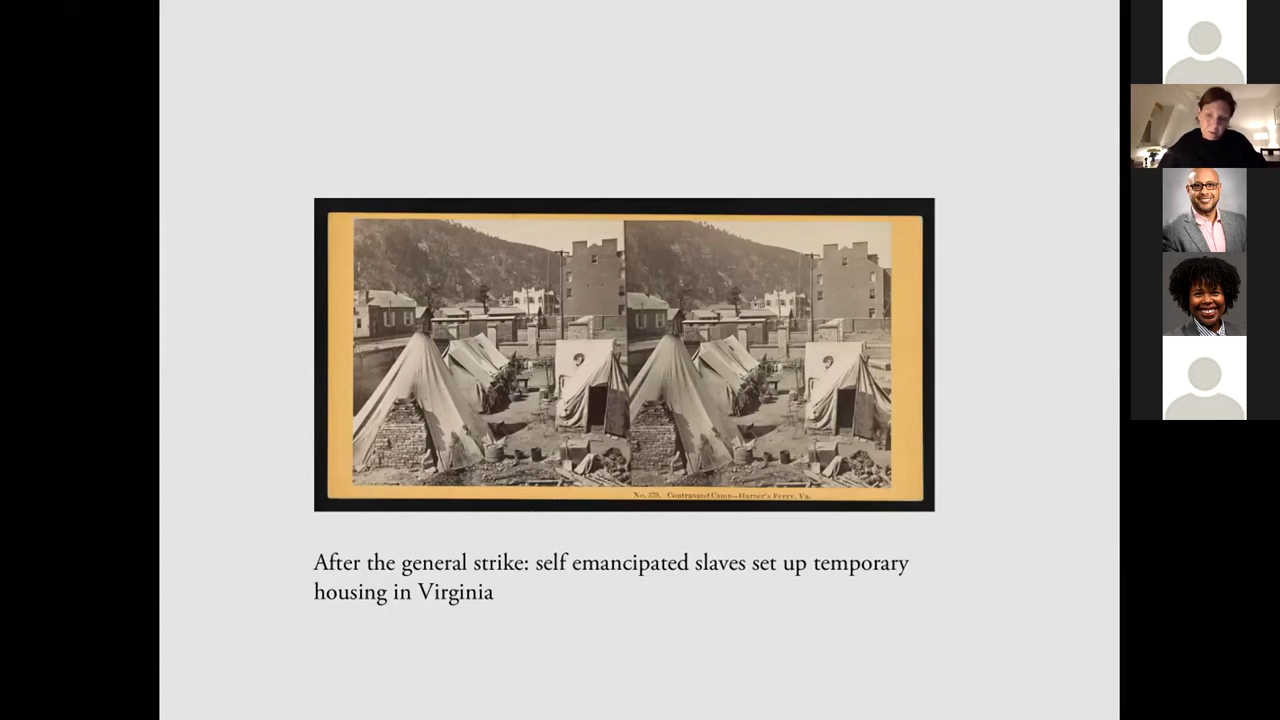 No. 379. Contraband Camp—Harper's Ferry, Va.
After the general strike: self emancipated slaves set up temporary
housing in Virginia